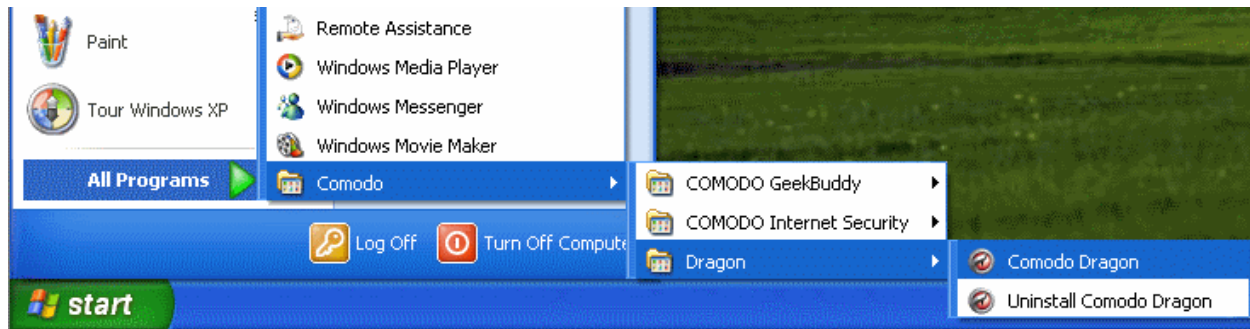 Paint
Tour Windows XP
All Programs
Remote Assistance
Windows Media Player
Windows Messenger
Windows Movie Maker
Comodo
COMODO GeekBuddy
COMODO Internet Security
Dragon
Comodo Dragon
Uninstall Comodo Dragon
Log Off
Turn Off Compute
start